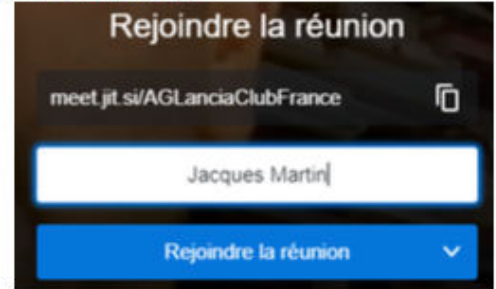 Rejoindre la réunion
meet.jit.si/AGLanciaClubFrance
Jacques Martin
Rejoindre la réunion